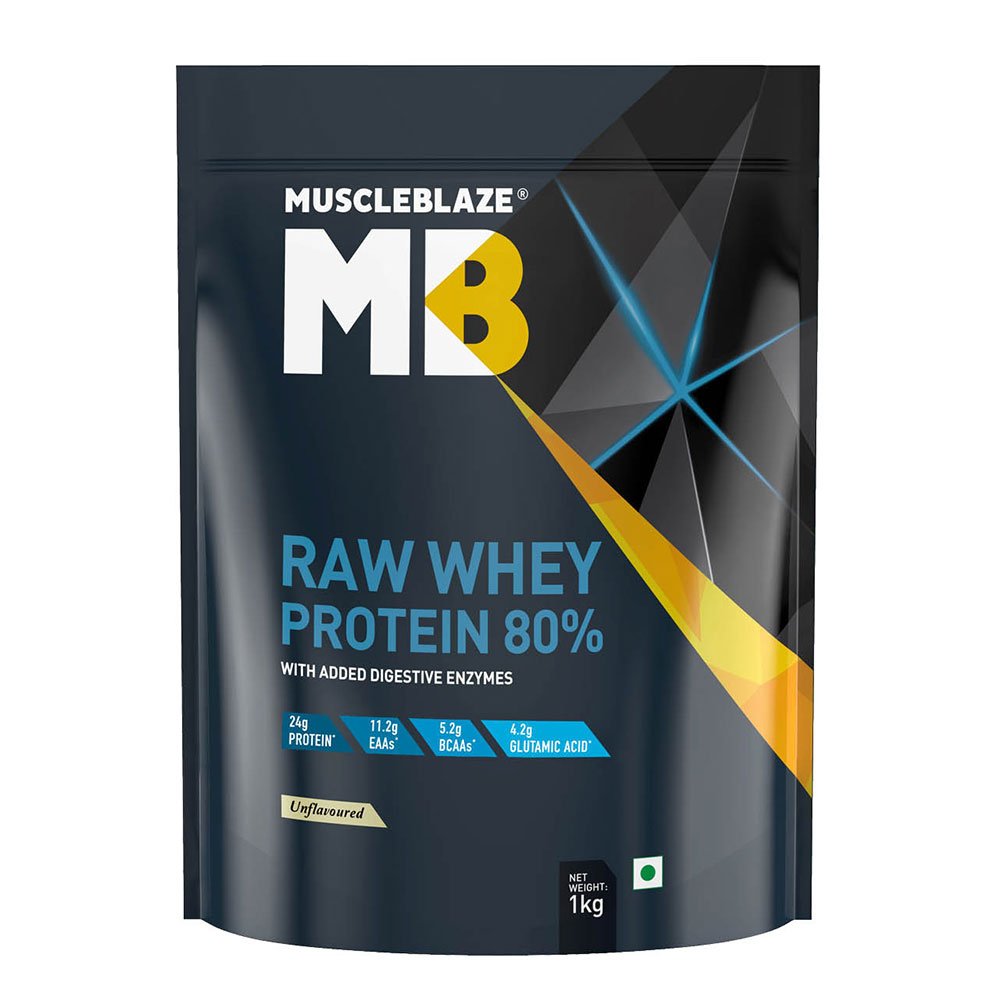 MUSCLEBLAZE®
MB
RAW WHEY
PROTEIN 80%
WITH ADDED DIGESTIVE ENZYMES
24g
PROTEIN*
11.2g
EAAs*
5.2g
BCAAs*
4.2g
GLUTAMIC ACID*
Unflavoured
NET
WEIGHT:
1kg